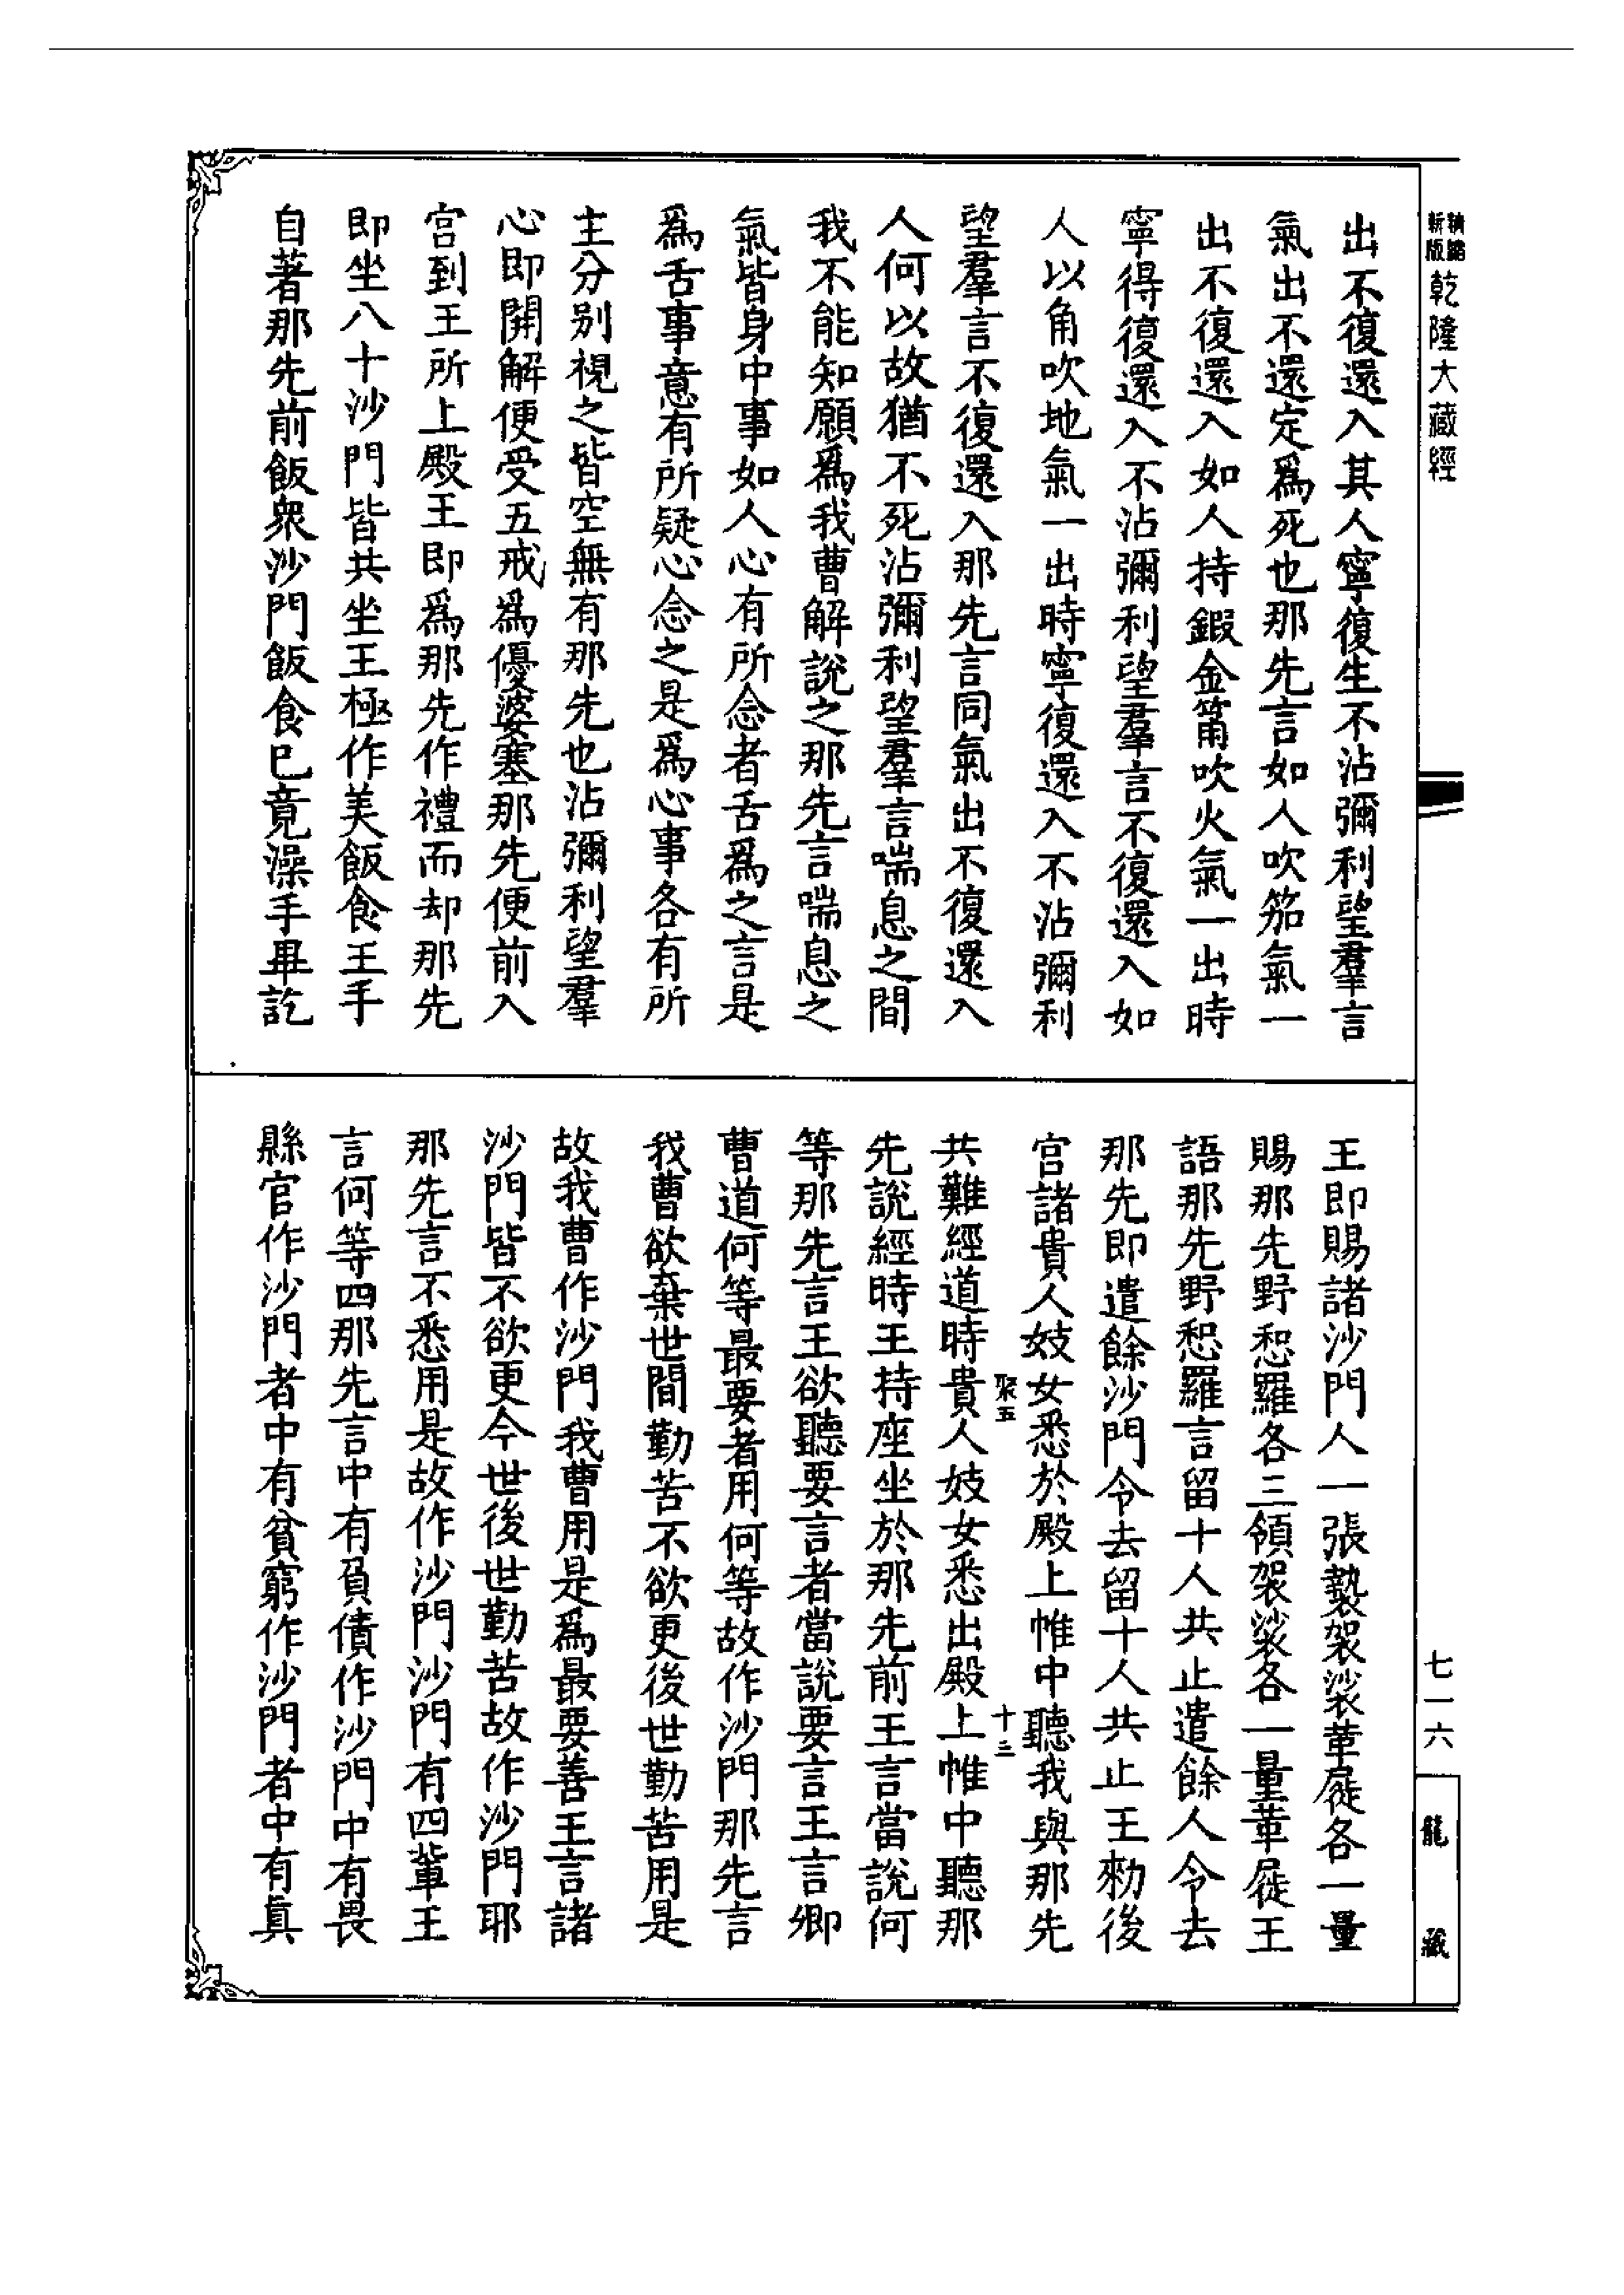 精縮
新版
乾隆大藏經
出不復還入其人寧復生不沾彌利望羣言
氣出不還定爲死也那先言如人吹笳氣一
出不復還入如人持鍜金筩吹火氣一出時
寧得復還入不沾彌利望羣言不復還入如
人以角吹地氣一出時寧復還入不沾彌利
望羣言不復還入那先言同氣出不復還入
人何以故猶不死沾彌利望羣言喘息之間
我不能知願爲我曹解説之那先言喘息之
氣皆身中事如人心有所念者舌爲之言是
爲舌事意有所疑心念之是爲心事各有所
主分別視之皆空無有那先也沾彌利望羣
心即開解便受五戒爲優婆塞那先便前入
宫到王所上殿王即爲那先作禮而却那先
即坐八十沙門皆共坐王極作美飯食王手
自著那先前飯衆沙門飯食巳竟澡手畢訖
王即賜諸沙門人一張㲲袈裟革屣各一量
賜那先野惒羅各三領袈裟各一量革屣王
語那先野惒羅言留十人共止遣餘人令去
那先即遣餘沙門令去留十人共止王勑後
宫諸貴人妓女悉於殿上帷中聽我與那先
聚五
十三
共難經道時貴人妓女悉出殿上帷中聽那
先説經時王持座坐於那先前王言當説何
等那先言王欲聽要言者當説要言王言卿
曹道何等最要者用何等故作沙門那先言
我曹欲棄世間勤苦不欲更後世勤苦用是
故我曹作沙門我曹用是爲最要善王言諸
沙門皆不欲更今世後世勤苦故作沙門耶
那先言不悉用是故作沙門沙門有四軰王
言何等四那先言中有負債作沙門中有畏
縣官作沙門者中有貧窮作沙門者中有眞
七一六
龍藏